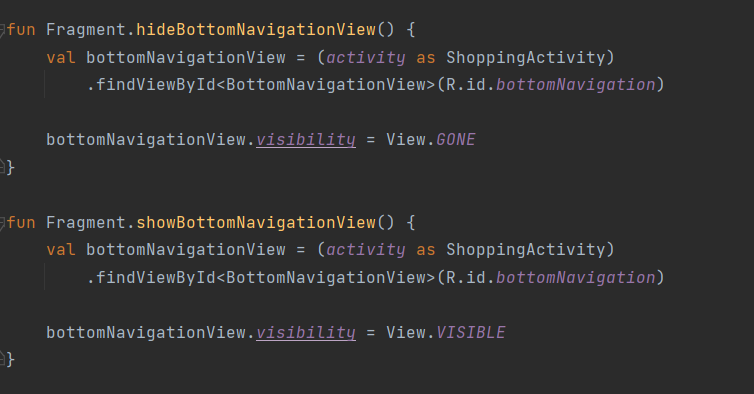 fun Fragment.hideBottomNavigationView() {
    val bottomNavigationView = (activity as ShoppingActivity)
        .findViewById<BottomNavigationView>(R.id.bottomNavigation)

    bottomNavigationView.visibility = View.GONE
}

fun Fragment.showBottomNavigationView() {
    val bottomNavigationView = (activity as ShoppingActivity)
        .findViewById<BottomNavigationView>(R.id.bottomNavigation)

    bottomNavigationView.visibility = View.VISIBLE
}